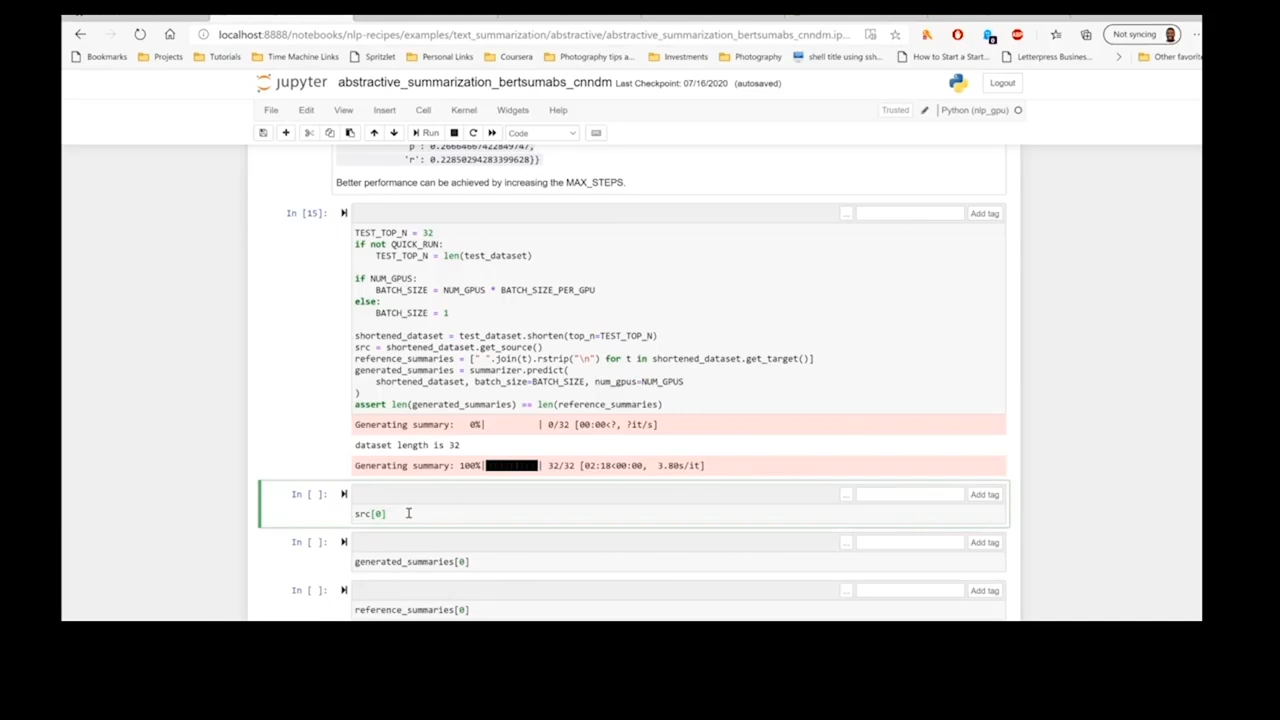 localhost:8888/notebooks/nlp-recipes/examples/text_summarization/abstractive/abstractive_summarization_bertsumabs_cnndm.ip...
Not syncing
Bookmarks Projects Tutorials Time Machine Links Spritzlet Personal Links Coursera Photography tips a... Investments Photography shell title using ssh... How to Start a Start... Letterpress Busines... Other favorite
jupyter abstractive_summarization_bertsumabs_cnndm Last Checkpoint: 07/16/2020 (autosaved) Logout
File Edit View Insert Cell Kernel Widgets Help Trusted Python (nlp_gpu)
Run Code
'p': 0.26664667422849747,
'r': 0.22850294283399628}}
Better performance can be achieved by increasing the MAX_STEPS.
In [15]: ... Add tag
TEST_TOP_N = 32
if not QUICK_RUN:
TEST_TOP_N = len(test_dataset)
if NUM_GPUS:
BATCH_SIZE = NUM_GPUS * BATCH_SIZE_PER_GPU
else:
BATCH_SIZE = 1
shortened_dataset = test_dataset.shorten(top_n=TEST_TOP_N)
src = shortened_dataset.get_source()
reference_summaries = [" ".join(t).rstrip("\n") for t in shortened_dataset.get_target()]
generated_summaries = summarizer.predict(
shortened_dataset, batch_size=BATCH_SIZE, num_gpus=NUM_GPUS
)
assert len(generated_summaries) == len(reference_summaries)
Generating summary: 0%| | 0/32 [00:00<?, ?it/s]
dataset length is 32
Generating summary: 100%|██████████| 32/32 [02:18<00:00, 3.80s/it]
In [ ]: ... Add tag
src[0]
In [ ]: ... Add tag
generated_summaries[0]
In [ ]: ... Add tag
reference_summaries[0]